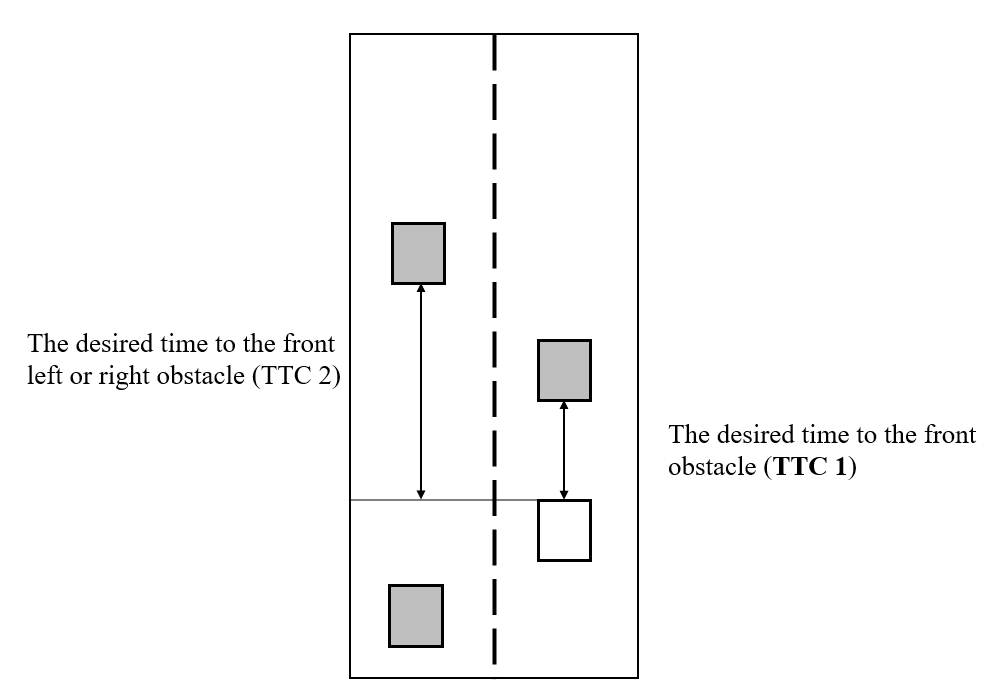 The desired time to the front
left or right obstacle (TTC 2)
The desired time to the front
obstacle (TTC 1)